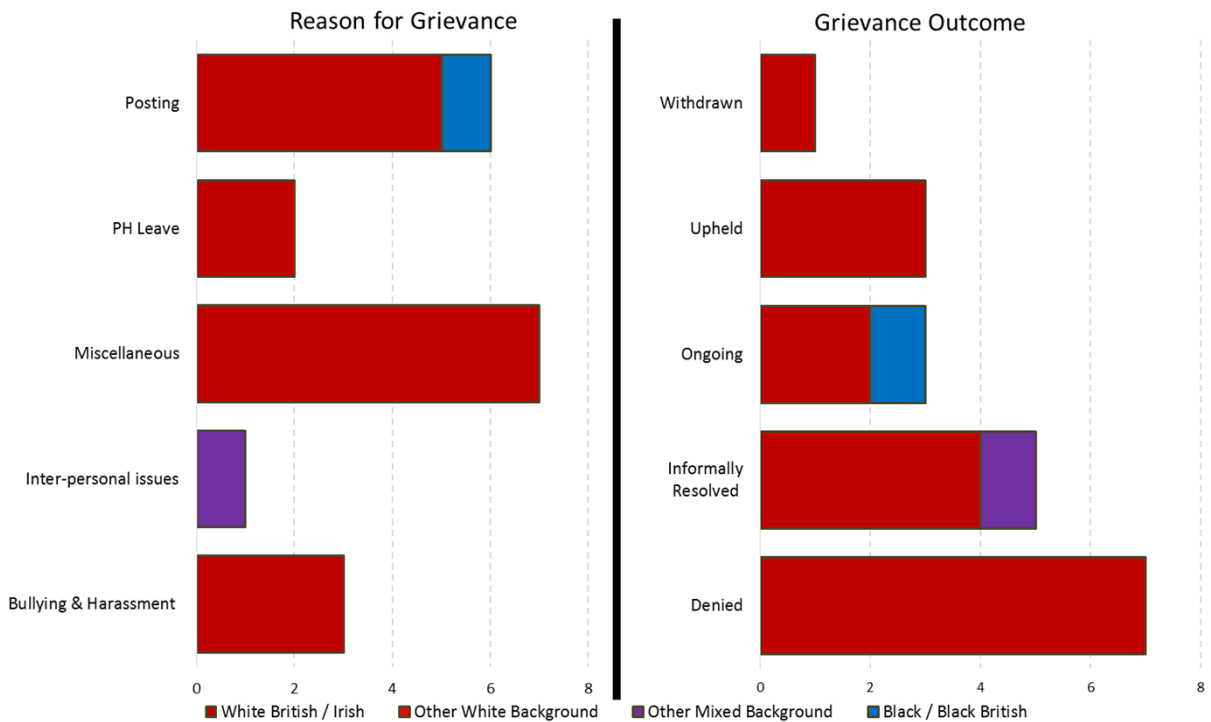 Reason for Grievance
Posting
PH Leave
Miscellaneous
Inter-personal issues
Bullying & Harassment
0 2 4 6 8
Grievance Outcome
Withdrawn
Upheld
Ongoing
Informally
Resolved
Denied
0 2 4 6 8
White British / Irish Other White Background Other Mixed Background Black / Black British